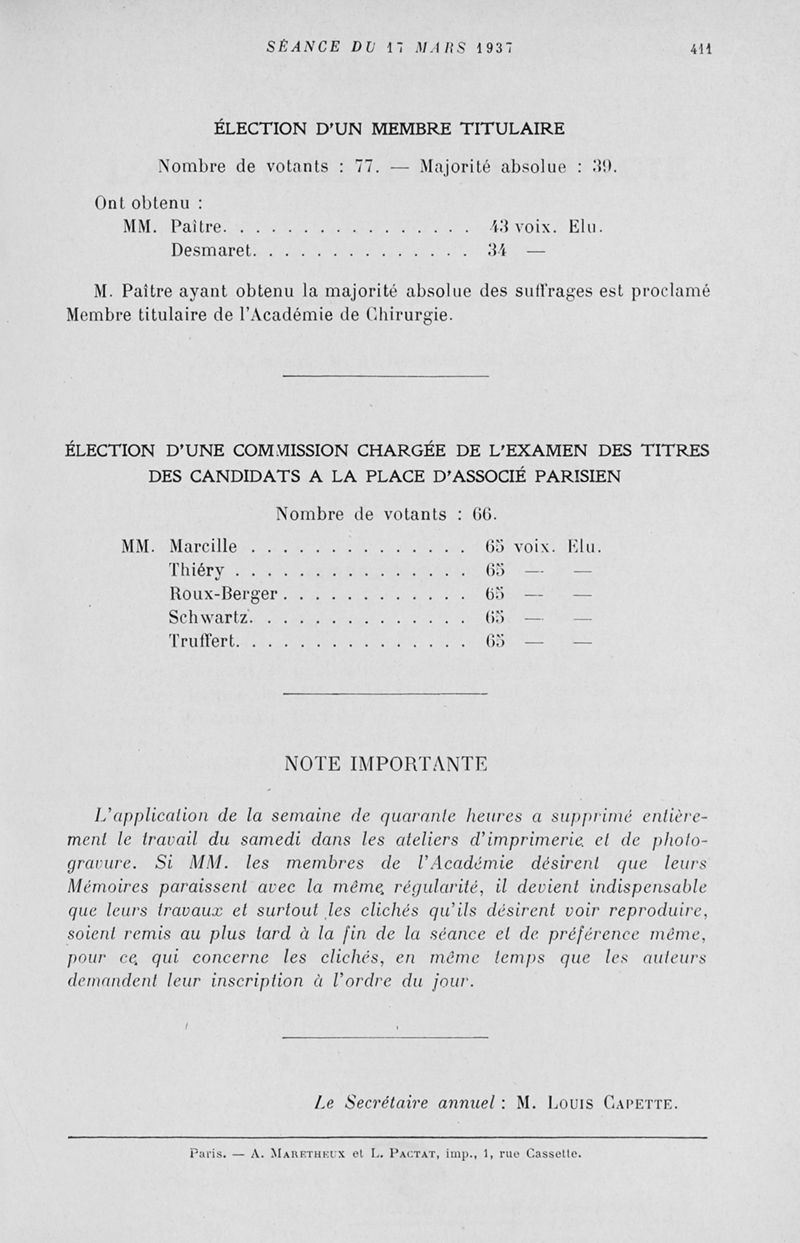 SÉANCE DU 17 MARS 1937 411
ÉLECTION D'UN MEMBRE TITULAIRE
Nombre de votants : 77. — Majorité absolue : 39.
Ont obtenu :
MM. Paître. . . . . . . . . . . . . . . . 43 voix. Elu.
Desmaret. . . . . . . . . . . . . . 34 —
M. Paître ayant obtenu la majorité absolue des suffrages est proclamé
Membre titulaire de l'Académie de Chirurgie.
ÉLECTION D'UNE COMMISSION CHARGÉE DE L'EXAMEN DES TITRES
DES CANDIDATS A LA PLACE D'ASSOCIÉ PARISIEN
Nombre de votants : 66.
MM. Marcille . . . . . . . . . . . . . . 65 voix. Elu.
Thiéry . . . . . . . . . . . . . . . 65 — —
Roux-Berger . . . . . . . . . . . . 65 — —
Schwartz. . . . . . . . . . . . . . 65 — —
Truffert. . . . . . . . . . . . . . . 65 — —
NOTE IMPORTANTE
L'application de la semaine de quarante heures a supprimé entière-
ment le travail du samedi dans les ateliers d'imprimerie et de photo-
gravure. Si MM. les membres de l'Académie désirent que leurs
Mémoires paraissent avec la même régularité, il devient indispensable
que leurs travaux et surtout les clichés qu'ils désirent voir reproduire,
soient remis au plus tard à la fin de la séance et de préférence même,
pour ce qui concerne les clichés, en même temps que les auteurs
demandent leur inscription à l'ordre du jour.
Le Secrétaire annuel : M. Louis Capette.
Paris. — A. Maretheux et L. Pactat, imp., 1, rue Cassette.